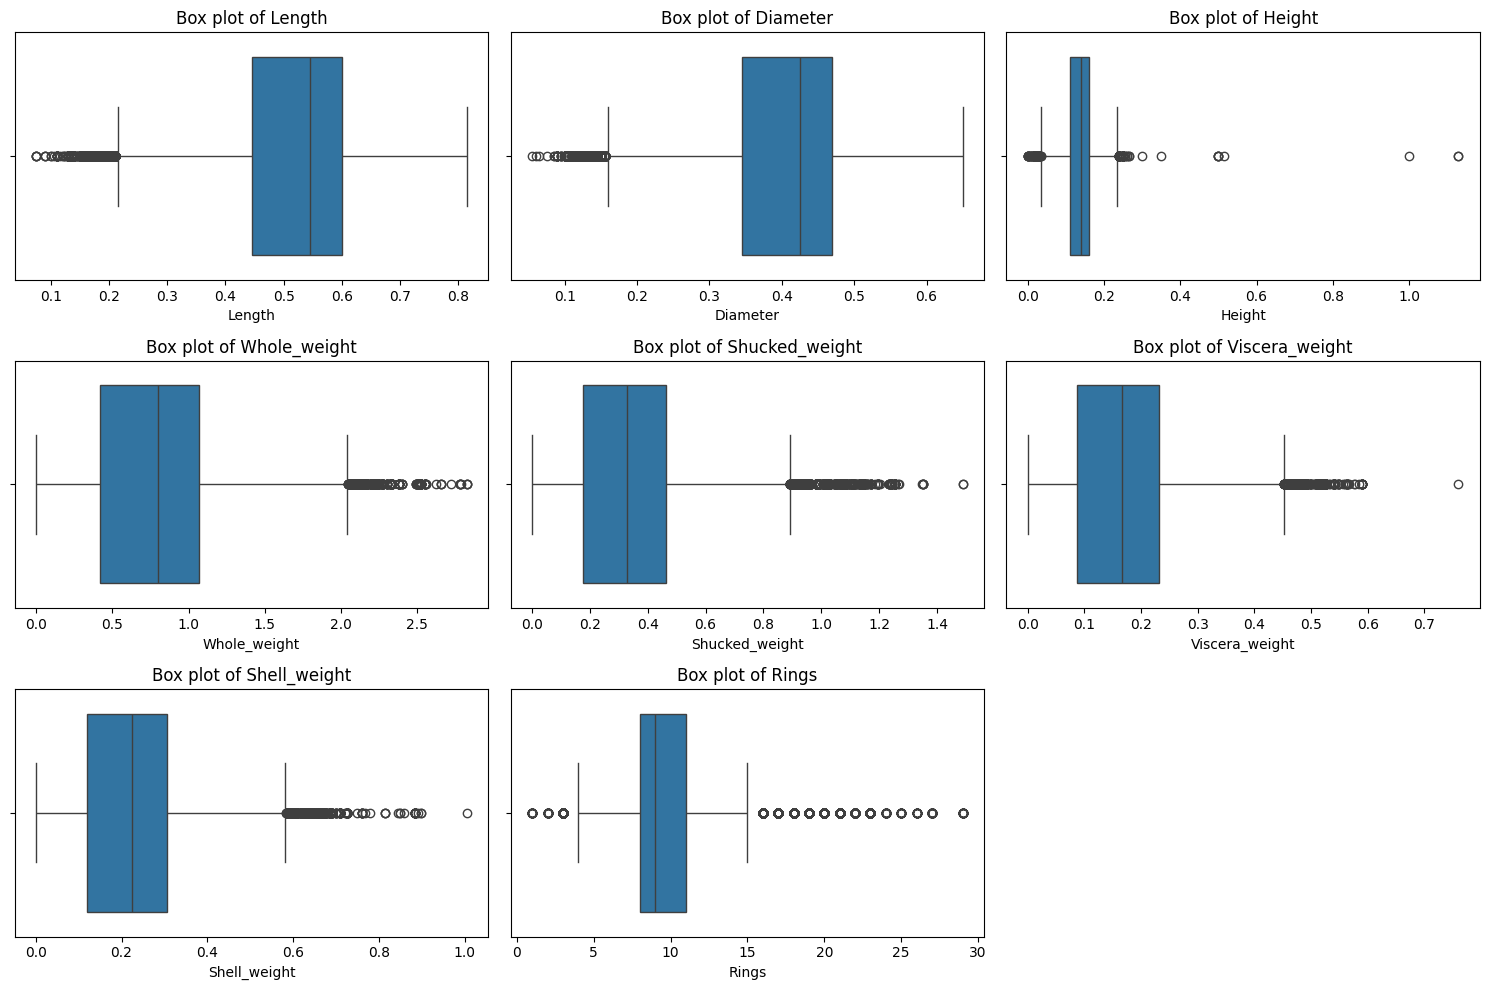 Box plot of Length
Box plot of Diameter
Box plot of Height
0.1 0.2 0.3 0.4 0.5 0.6 0.7 0.8
0.1 0.2 0.3 0.4 0.5 0.6
0.0 0.2 0.4 0.6 0.8 1.0
Length
Diameter
Height
Box plot of Whole_weight
Box plot of Shucked_weight
Box plot of Viscera_weight
0.0 0.5 1.0 1.5 2.0 2.5
0.0 0.2 0.4 0.6 0.8 1.0 1.2 1.4
0.0 0.1 0.2 0.3 0.4 0.5 0.6 0.7
Whole_weight
Shucked_weight
Viscera_weight
Box plot of Shell_weight
Box plot of Rings
0.0 0.2 0.4 0.6 0.8 1.0
0 5 10 15 20 25 30
Shell_weight
Rings